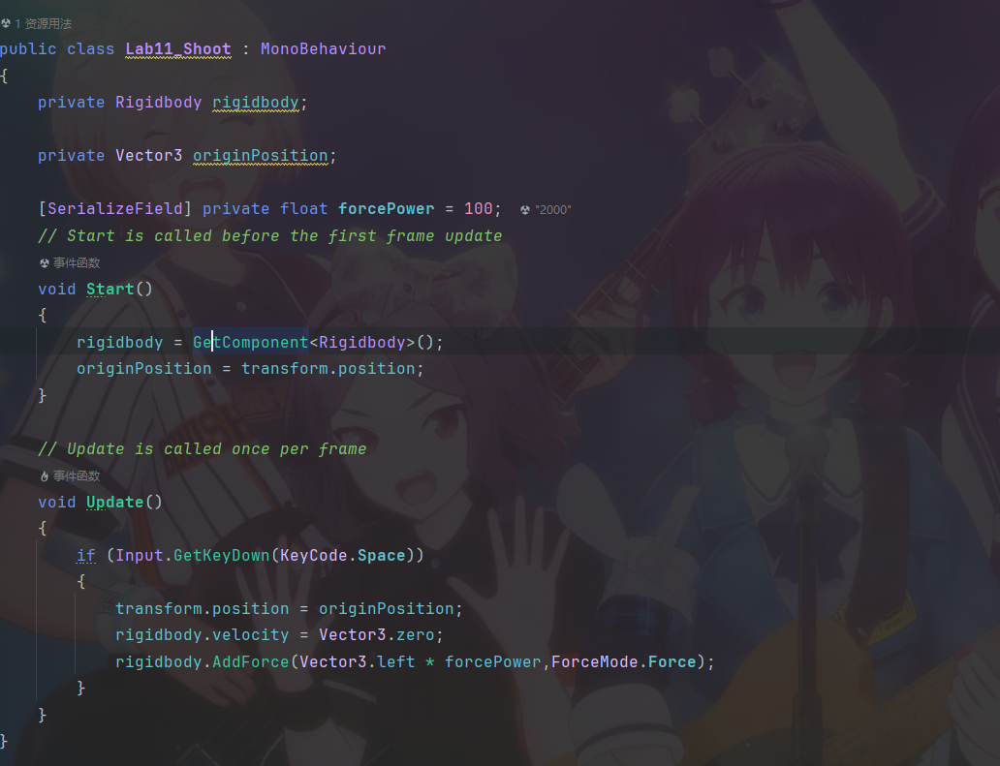 1 资源用法
public class Lab11_Shoot : MonoBehaviour
{
private Rigidbody rigidbody;
private Vector3 originPosition;
[SerializeField] private float forcePower = 100; "2000"
// Start is called before the first frame update
事件函数
void Start()
{
rigidbody = GetComponent<Rigidbody>();
originPosition = transform.position;
}
// Update is called once per frame
事件函数
void Update()
{
if (Input.GetKeyDown(KeyCode.Space))
{
transform.position = originPosition;
rigidbody.velocity = Vector3.zero;
rigidbody.AddForce(Vector3.left * forcePower,ForceMode.Force);
}
}
}